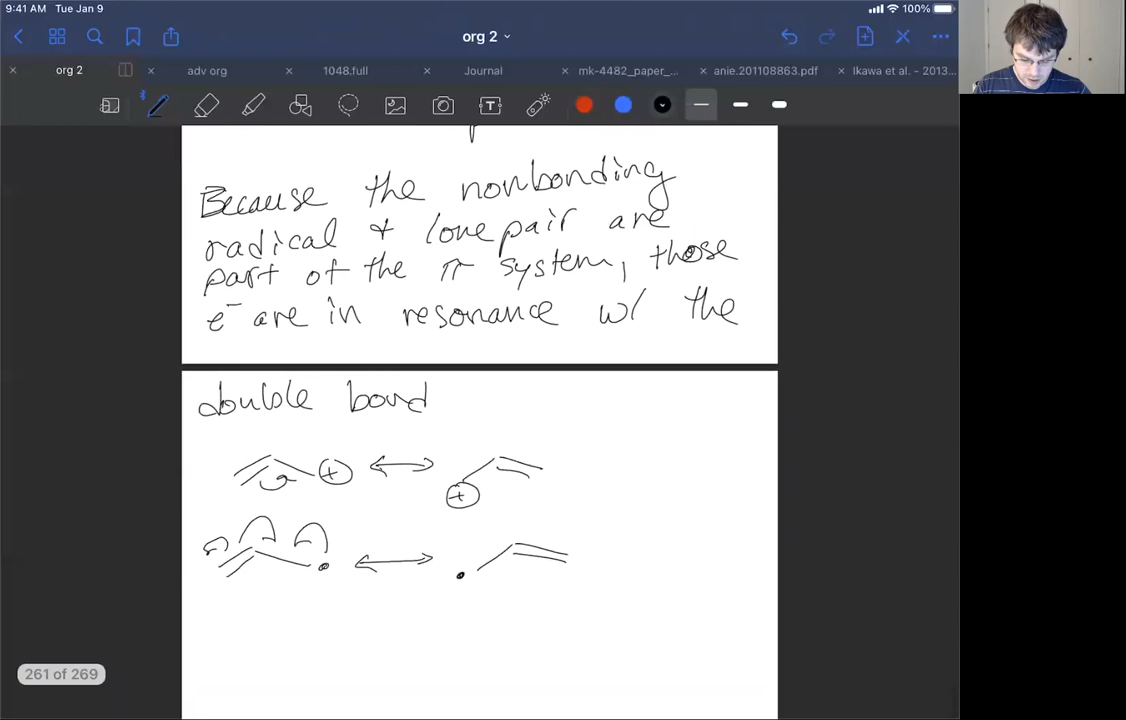 9:41 AM Tue Jan 9
100%
org 2
org 2
adv org
1048.full
Journal
mk-4482_paper_...
anie.201108863.pdf
Ikawa et al. - 2013...
T
Because the nonbonding
radical + lone pair are
part of the π system, those
e⁻ are in resonance w/ the
double bond
+
+
261 of 269